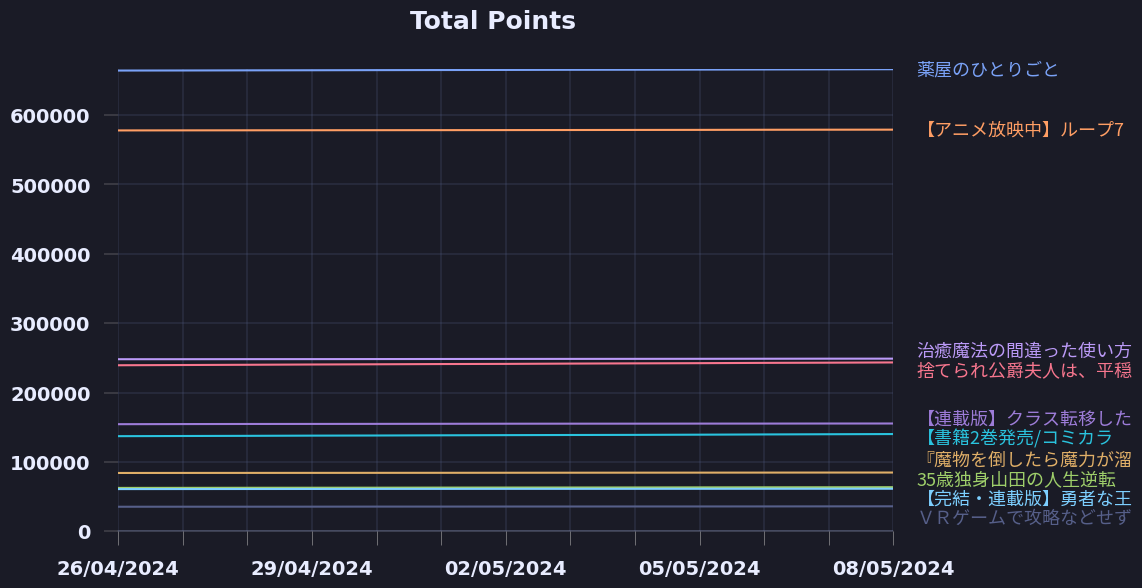 Total Points
薬屋のひとりごと
【アニメ放映中】ループ7
600000
500000
400000
300000
200000
100000
0
治癒魔法の間違った使い方
捨てられ公爵夫人は、平穏
【連載版】クラス転移した
【書籍2巻発売/コミカラ
『魔物を倒したら魔力が溜
35歳独身山田の人生逆転
【完結・連載版】勇者な王
ＶＲゲームで攻略などせず
26/04/2024
29/04/2024
02/05/2024
05/05/2024
08/05/2024